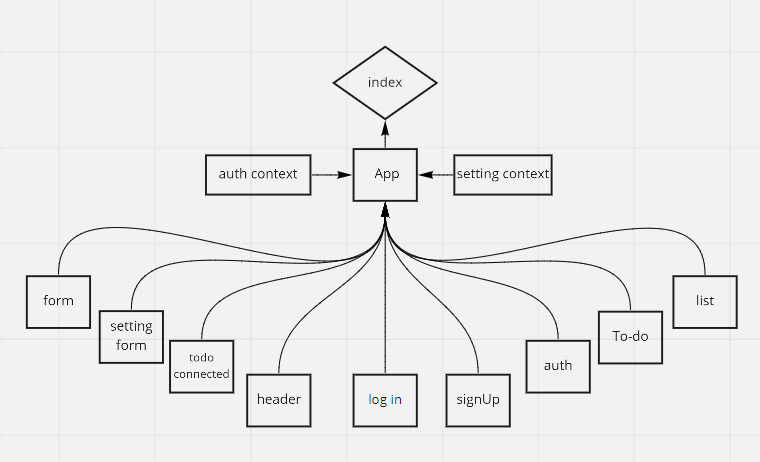 index
auth context
App
setting context
form
setting
form
todo
connected
header
log in
signUp
auth
To-do
list